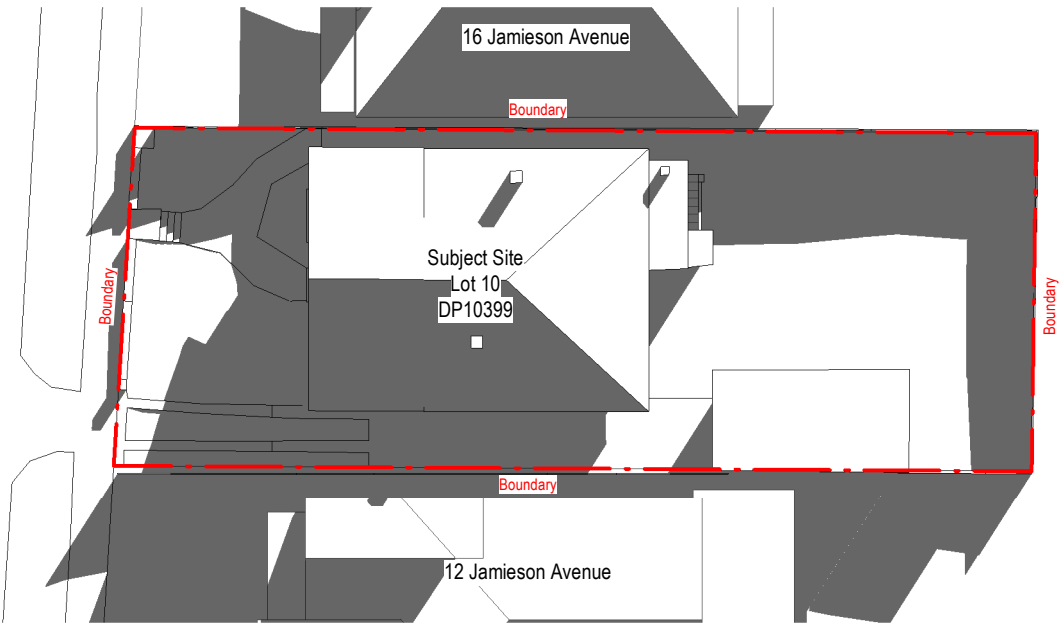 16 Jamieson Avenue
Boundary
Subject Site
Lot 10
DP10399
Boundary
Boundary
Boundary
12 Jamieson Avenue